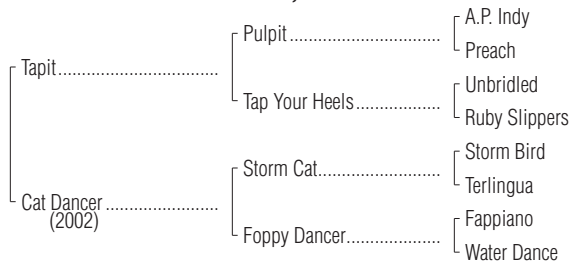 A.P. Indy
Pulpit
Preach
Tapit
Unbridled
Tap Your Heels
Ruby Slippers
Storm Bird
Storm Cat
Terlingua
Cat Dancer
(2002)
Fappiano
Foppy Dancer
Water Dance